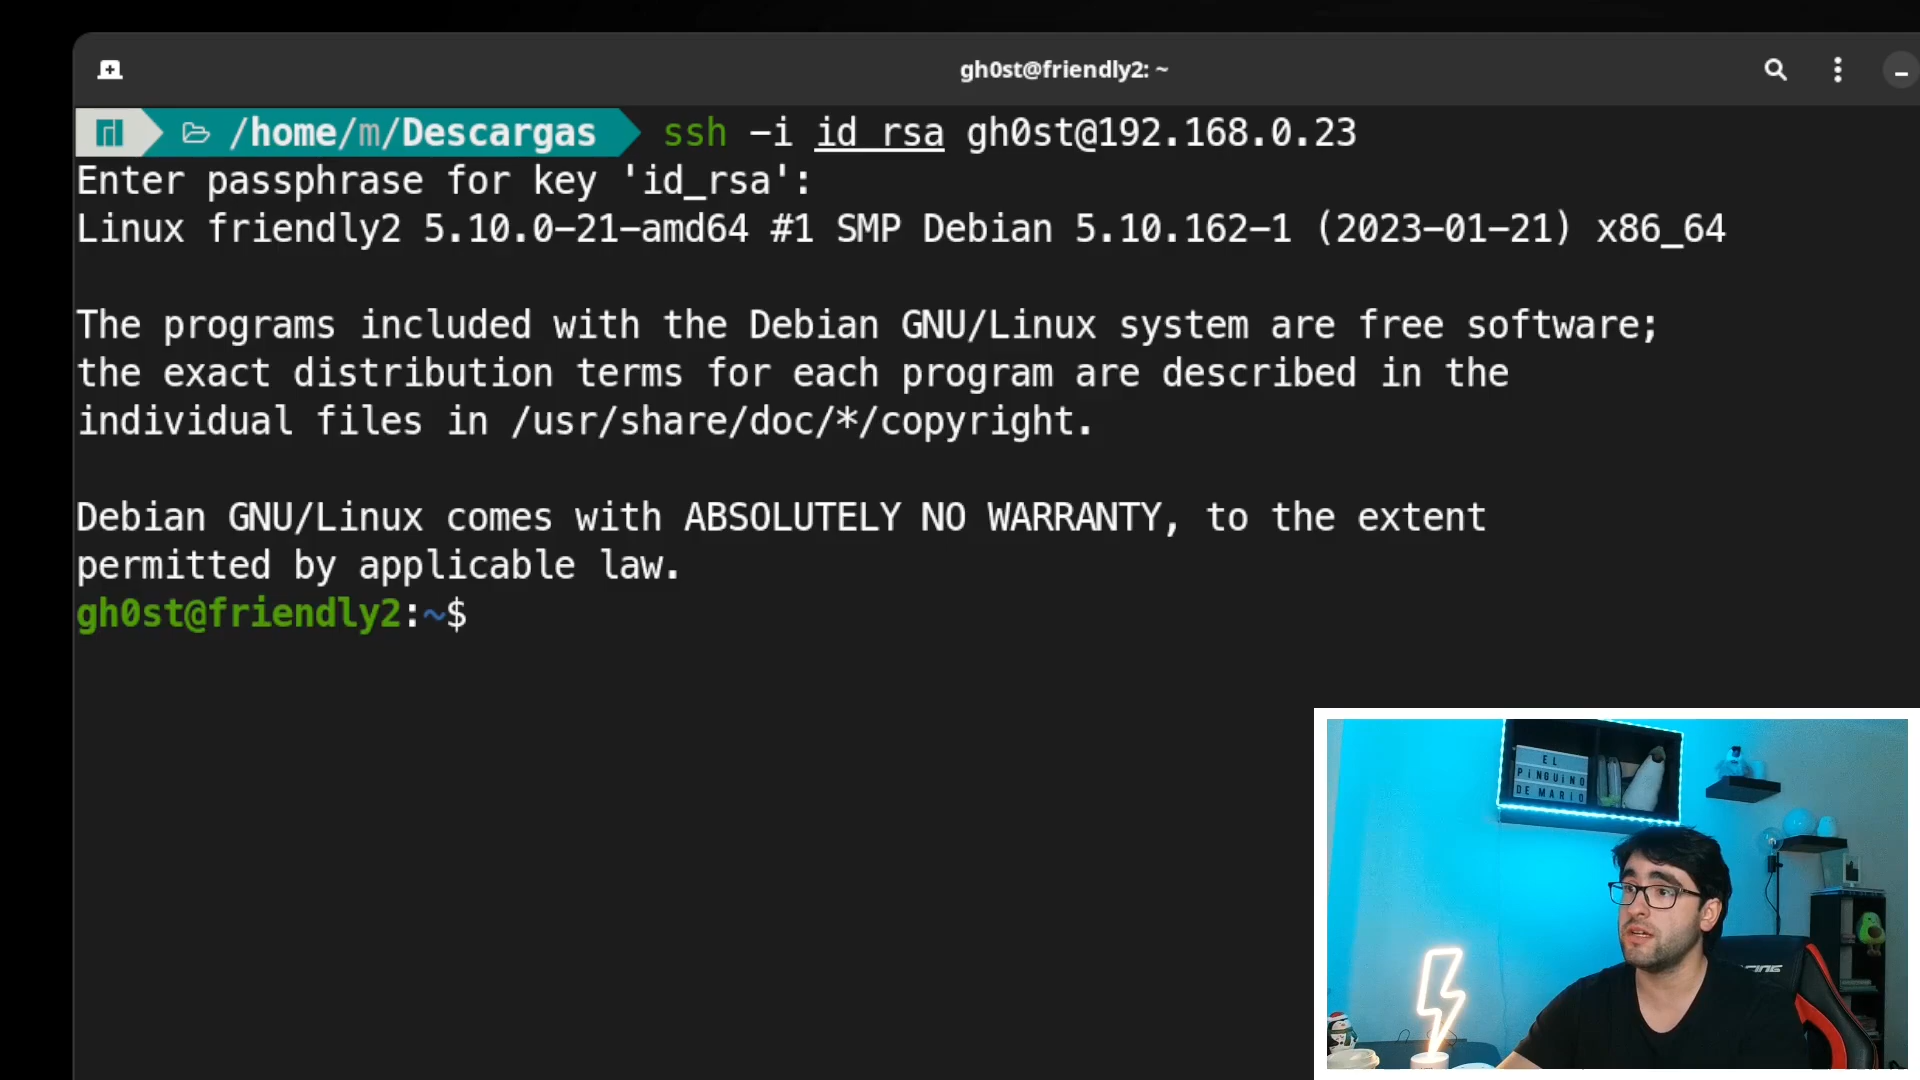 gh0st@friendly2: ~
/home/m/Descargas ssh -i id_rsa gh0st@192.168.0.23
Enter passphrase for key 'id_rsa':
Linux friendly2 5.10.0-21-amd64 #1 SMP Debian 5.10.162-1 (2023-01-21) x86_64
The programs included with the Debian GNU/Linux system are free software;
the exact distribution terms for each program are described in the
individual files in /usr/share/doc/*/copyright.
Debian GNU/Linux comes with ABSOLUTELY NO WARRANTY, to the extent
permitted by applicable law.
gh0st@friendly2:~$
EL
PiNGUiNO
DE MARIO